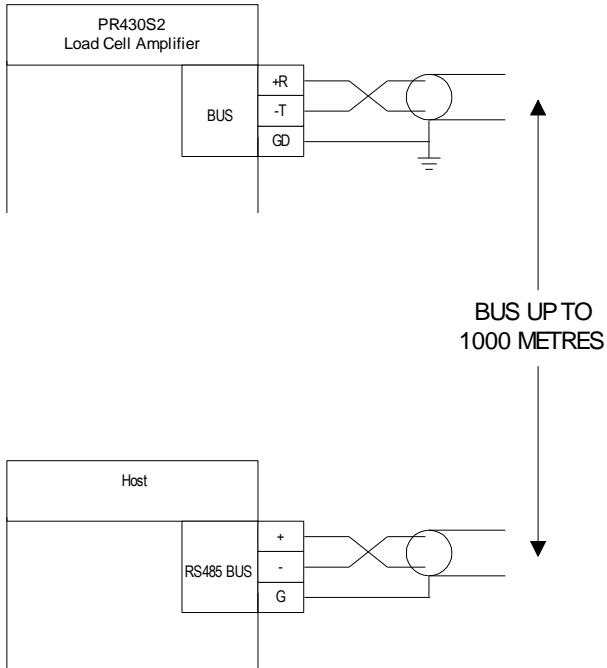 PR430S2
Load Cell Amplifier
BUS
+R
-T
GD
BUS UP TO
1000 METRES
Host
RS485 BUS
+
-
G